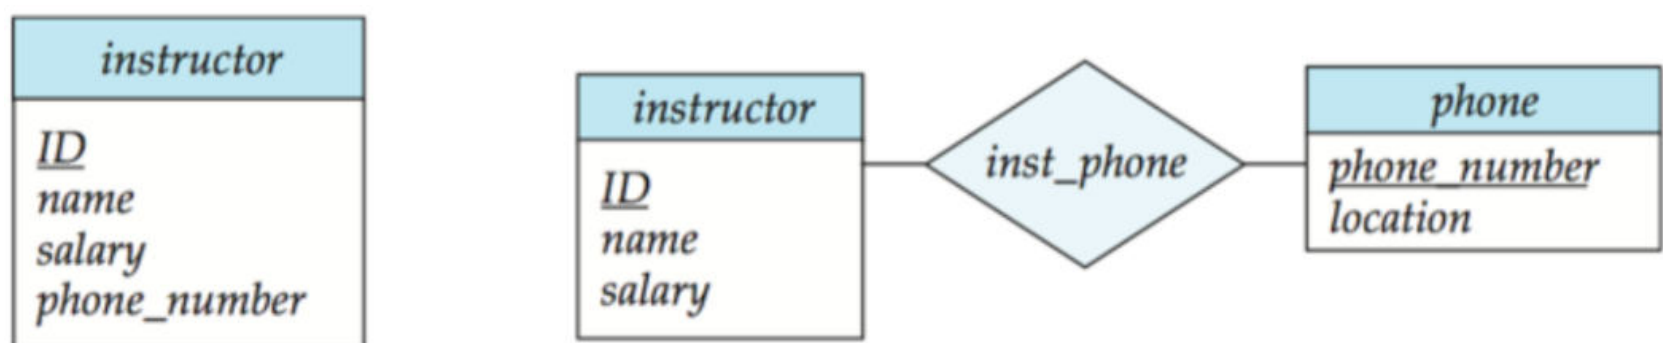 instructor
ID
name
salary
phone_number
instructor
ID
name
salary
inst_phone
phone
phone_number
location